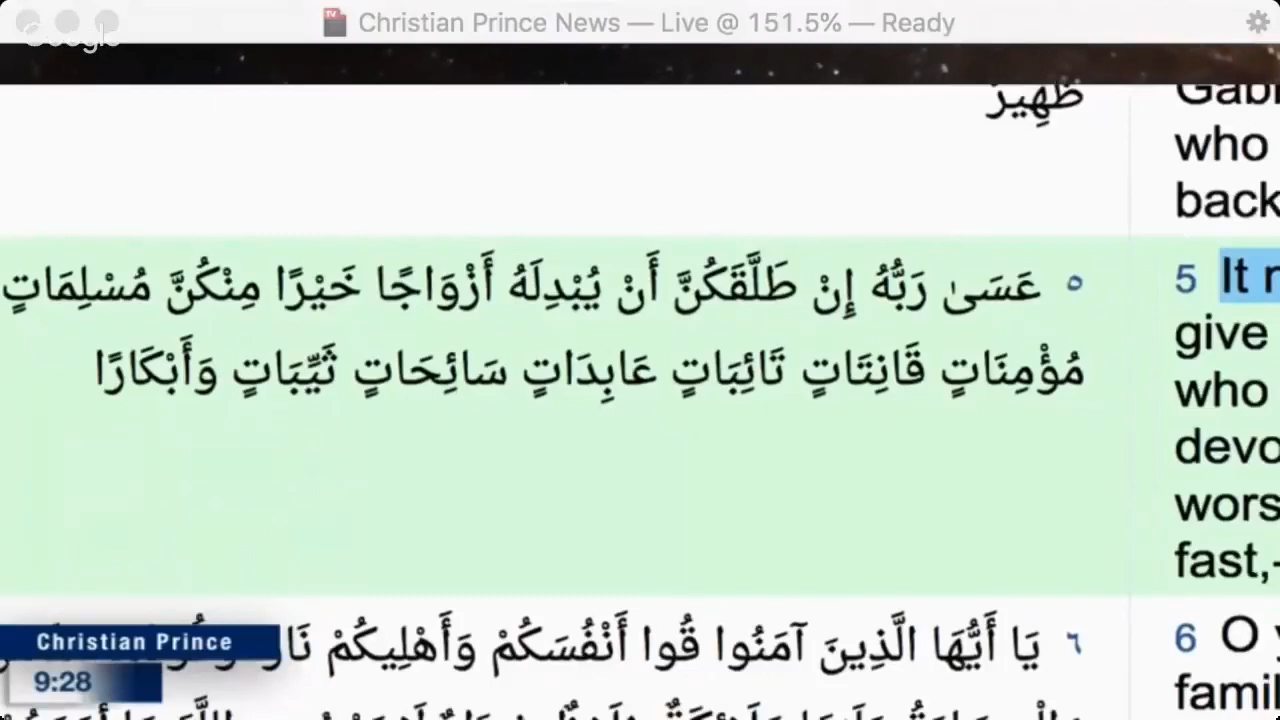 Christian Prince News — Live @ 151.5% — Ready
Google
ظَهِيرٌ
٥ عَسَىٰ رَبُّهُ إِنْ طَلَّقَكُنَّ أَنْ يُبْدِلَهُ أَزْوَاجًا خَيْرًا مِنْكُنَّ مُسْلِمَاتٍ
مُؤْمِنَاتٍ قَانِتَاتٍ تَائِبَاتٍ عَابِدَاتٍ سَائِحَاتٍ ثَيِّبَاتٍ وَأَبْكَارًا
٦ يَا أَيُّهَا الَّذِينَ آمَنُوا قُوا أَنْفُسَكُمْ وَأَهْلِيكُمْ
who
back
5 It
give
who
devo
wors
fast,-
6 O
famil
Christian Prince
9:28